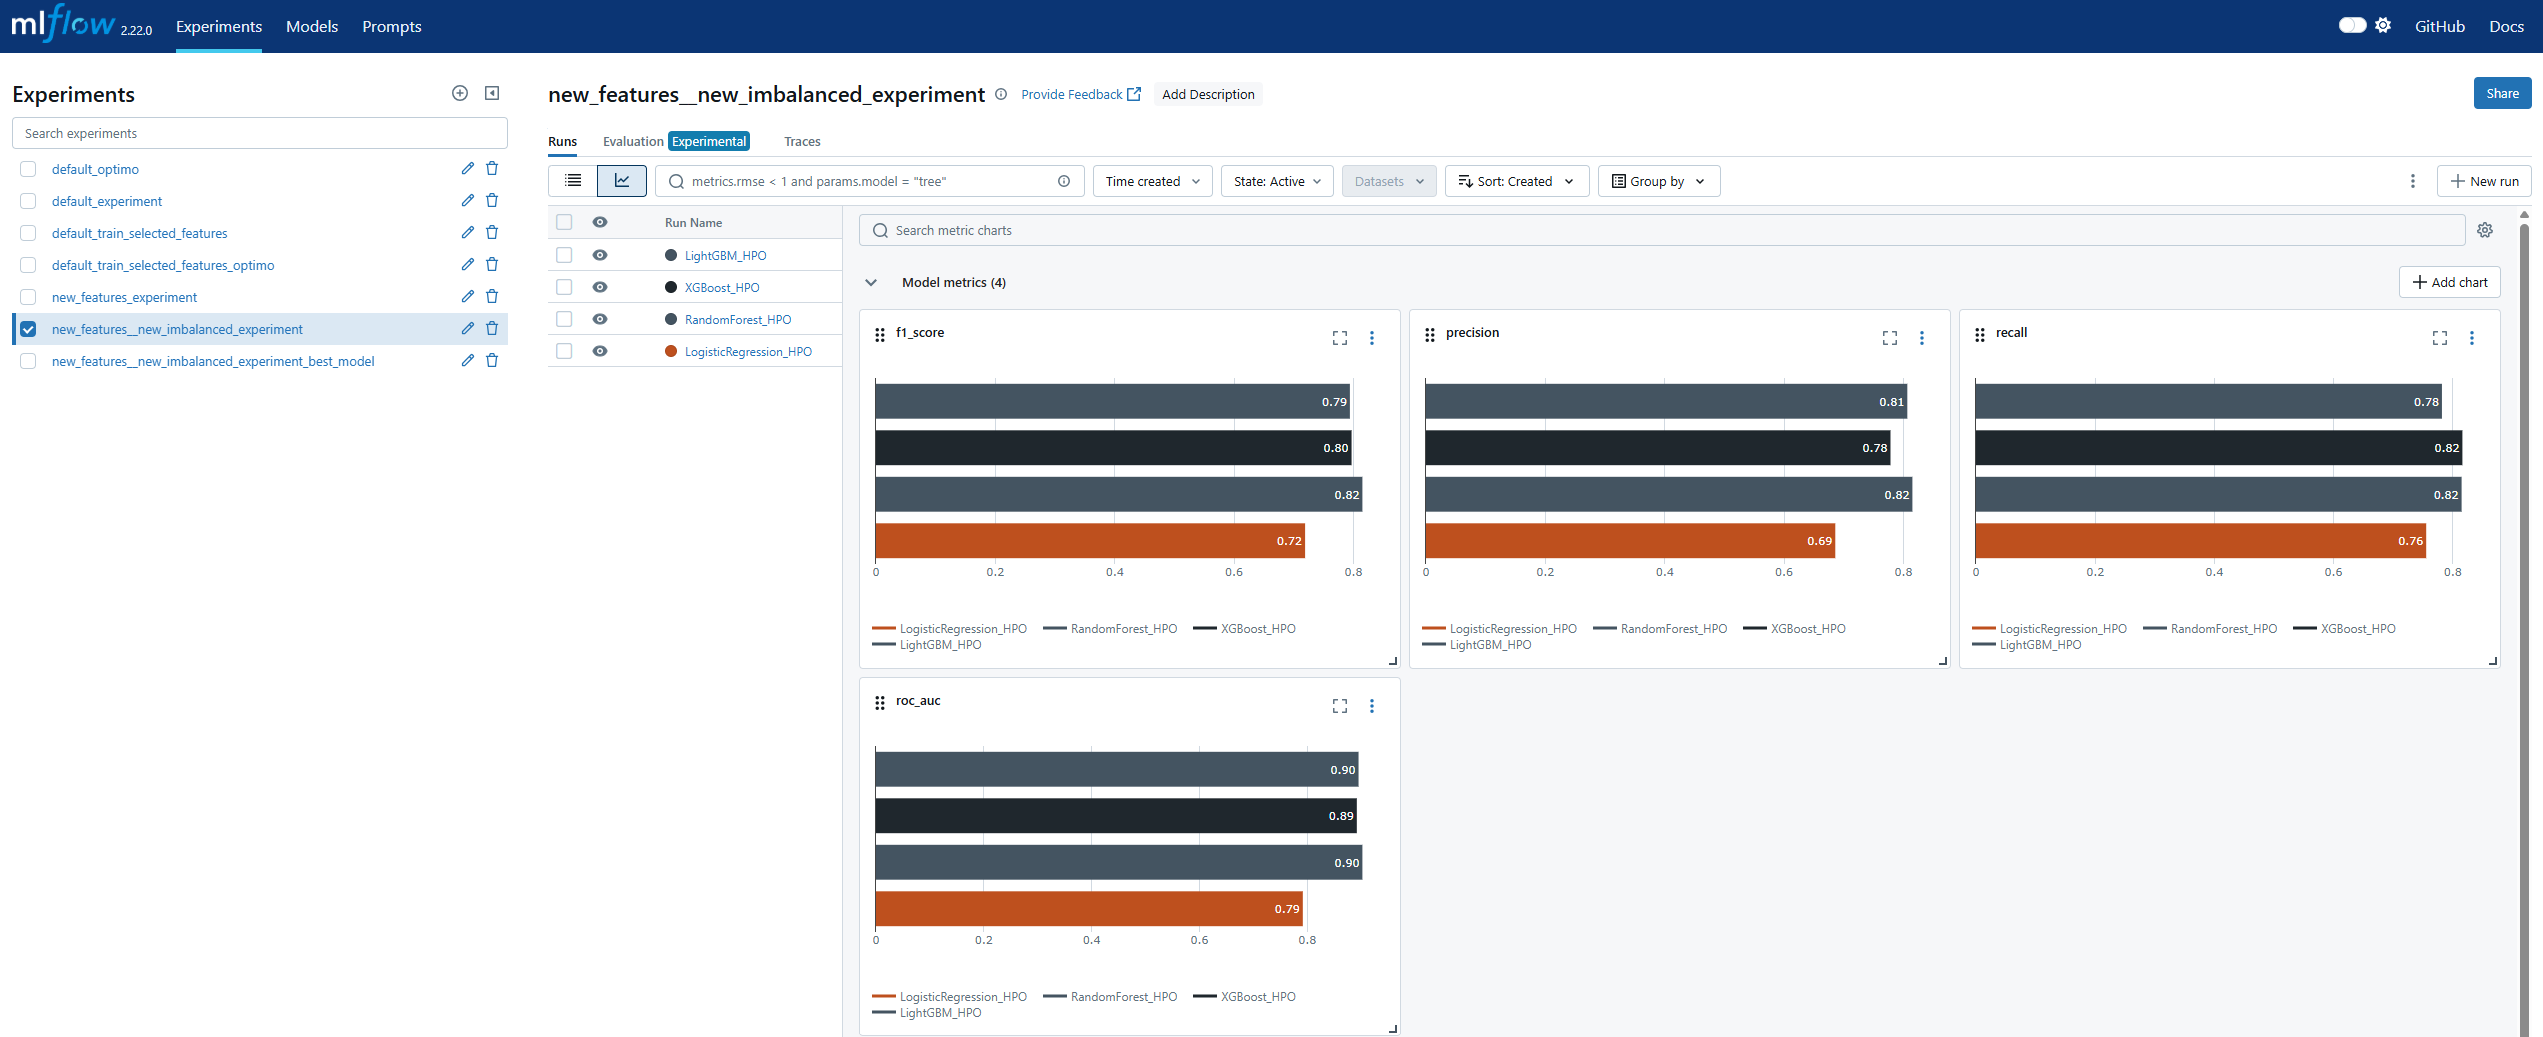 mlflow 2.22.0 Experiments Models Prompts GitHub Docs
Experiments
Search experiments
default_optimo
default_experiment
default_train_selected_features
default_train_selected_features_optimo
new_features_experiment
new_features__new_imbalanced_experiment
new_features__new_imbalanced_experiment_best_model
new_features__new_imbalanced_experiment Provide Feedback Add Description Share
Runs Evaluation Experimental Traces
metrics.rmse < 1 and params.model = "tree" Time created State: Active Datasets Sort: Created Group by New run
Run Name
LightGBM_HPO
XGBoost_HPO
RandomForest_HPO
LogisticRegression_HPO
Search metric charts
Model metrics (4) Add chart
f1_score
0.79
0.80
0.82
0.72
0 0.2 0.4 0.6 0.8
LogisticRegression_HPO RandomForest_HPO XGBoost_HPO
LightGBM_HPO
precision
0.81
0.78
0.82
0.69
0 0.2 0.4 0.6 0.8
LogisticRegression_HPO RandomForest_HPO XGBoost_HPO
LightGBM_HPO
recall
0.78
0.82
0.82
0.76
0 0.2 0.4 0.6 0.8
LogisticRegression_HPO RandomForest_HPO XGBoost_HPO
LightGBM_HPO
roc_auc
0.90
0.89
0.90
0.79
0 0.2 0.4 0.6 0.8
LogisticRegression_HPO RandomForest_HPO XGBoost_HPO
LightGBM_HPO